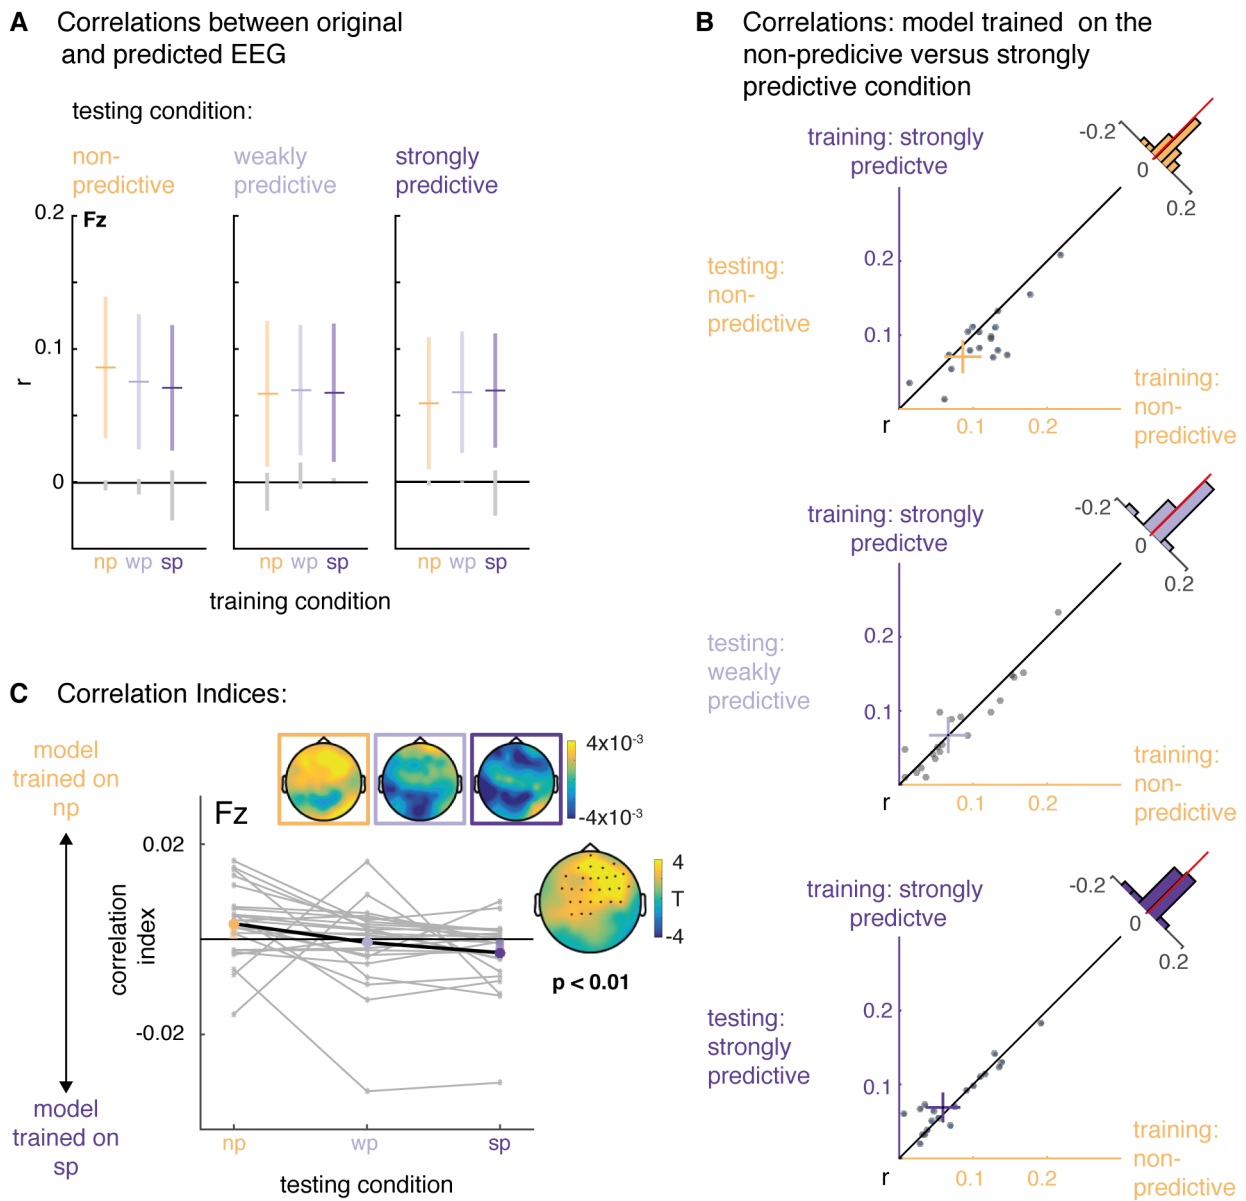 A Correlations between original
and predicted EEG
testing condition:
non-
predictive
weakly
predictive
strongly
predictive
0.2
Fz
0.1
r
0
np wp sp
np wp sp
np wp sp
training condition
B Correlations: model trained on the
non-predicive versus strongly
predictive condition
training: strongly
predictve
-0.2
0
0.2
testing:
non-
predictive
0.2
0.1
r
0.1
0.2
training:
non-
predictive
training: strongly
predictve
-0.2
0
0.2
testing:
weakly
predictive
0.2
0.1
r
0.1
0.2
training:
non-
predictive
training: strongly
predictve
-0.2
0
0.2
testing:
strongly
predictive
0.2
0.1
r
0.1
0.2
training:
non-
predictive
C Correlation Indices:
model
trained on
np
model
trained on
sp
4x10-3
-4x10-3
Fz
0.02
-0.02
correlation
index
4
T
-4
p < 0.01
np
wp
sp
testing condition